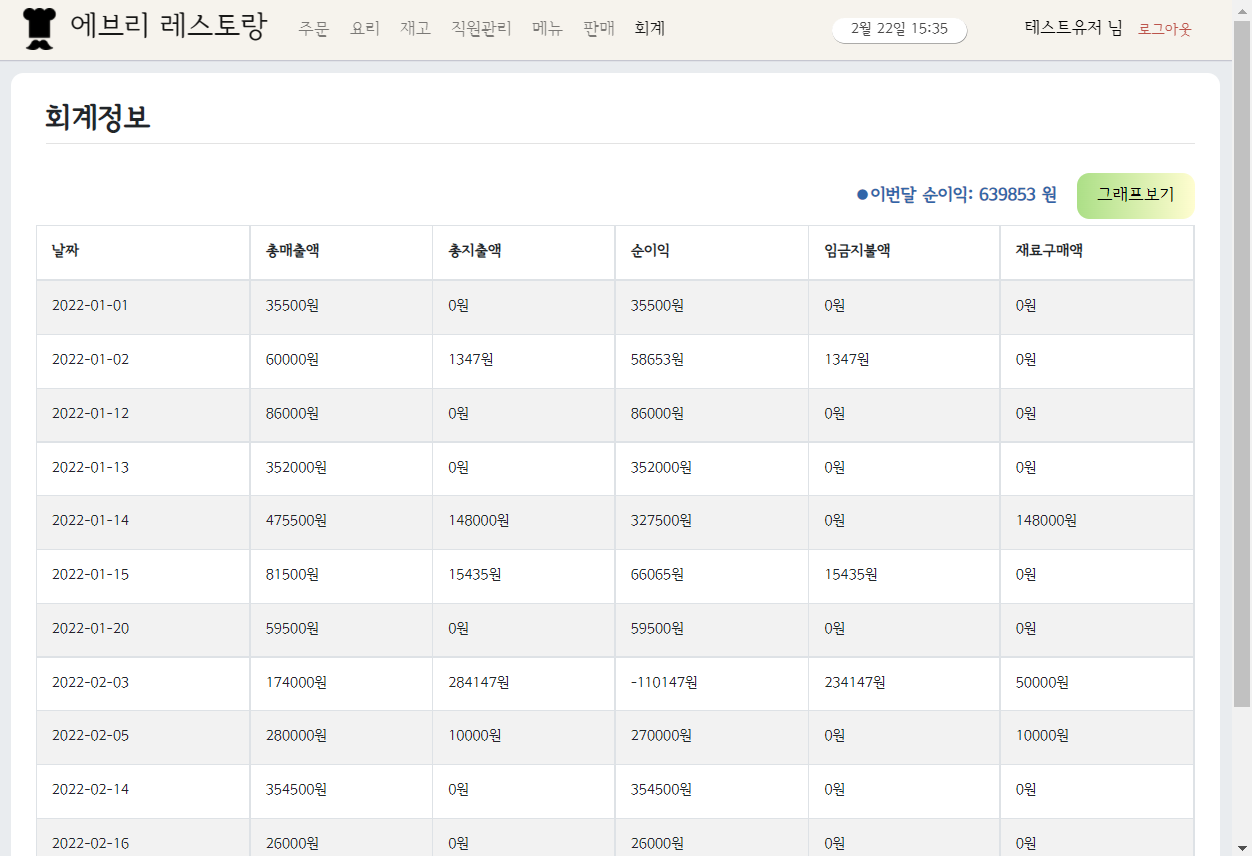 에브리 레스토랑 주문 요리 재고 직원관리 메뉴 판매 회계 2월 22일 15:35 테스트유저 님 로그아웃
회계정보
●이번달 순이익: 639853 원 그래프보기
날짜 총매출액 총지출액 순이익 임금지불액 재료구매액
2022-01-01 35500원 0원 35500원 0원 0원
2022-01-02 60000원 1347원 58653원 1347원 0원
2022-01-12 86000원 0원 86000원 0원 0원
2022-01-13 352000원 0원 352000원 0원 0원
2022-01-14 475500원 148000원 327500원 0원 148000원
2022-01-15 81500원 15435원 66065원 15435원 0원
2022-01-20 59500원 0원 59500원 0원 0원
2022-02-03 174000원 284147원 -110147원 234147원 50000원
2022-02-05 280000원 10000원 270000원 0원 10000원
2022-02-14 354500원 0원 354500원 0원 0원
2022-02-16 26000원 0원 26000원 0원 0원